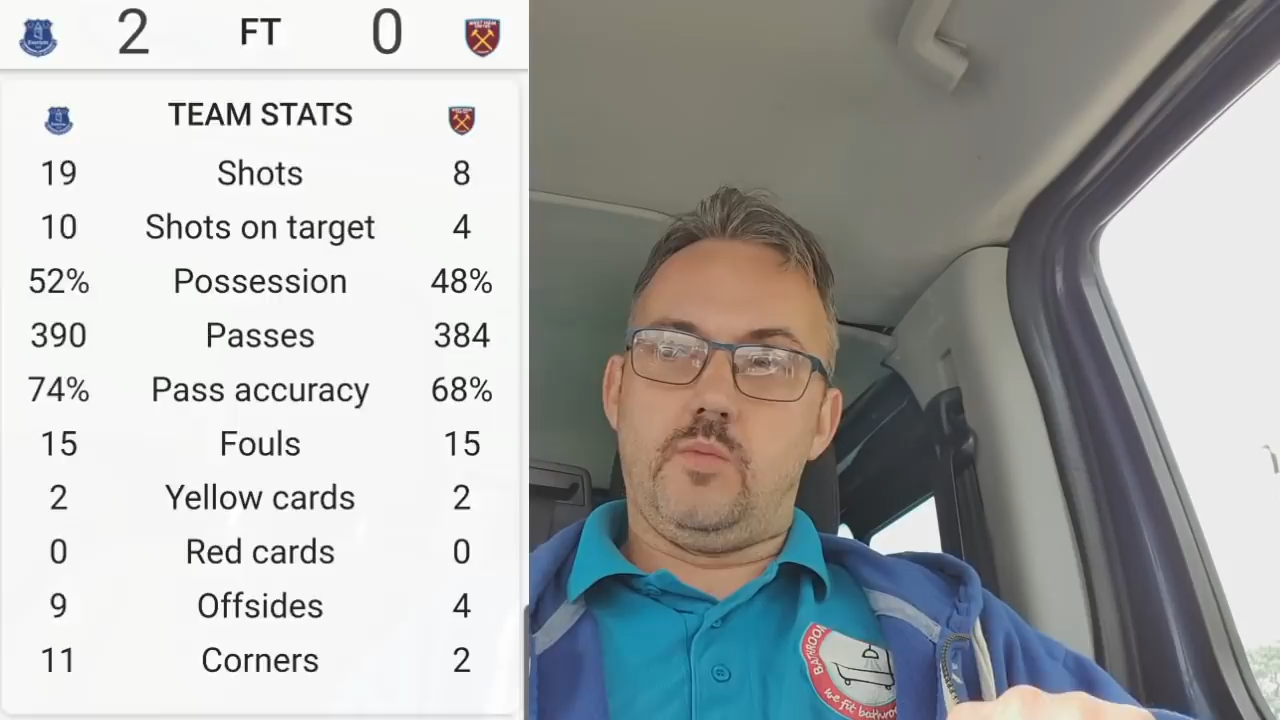 2 FT 0
TEAM STATS
19 Shots 8
10 Shots on target 4
52% Possession 48%
390 Passes 384
74% Pass accuracy 68%
15 Fouls 15
2 Yellow cards 2
0 Red cards 0
9 Offsides 4
11 Corners 2
BATHROOM
we fit